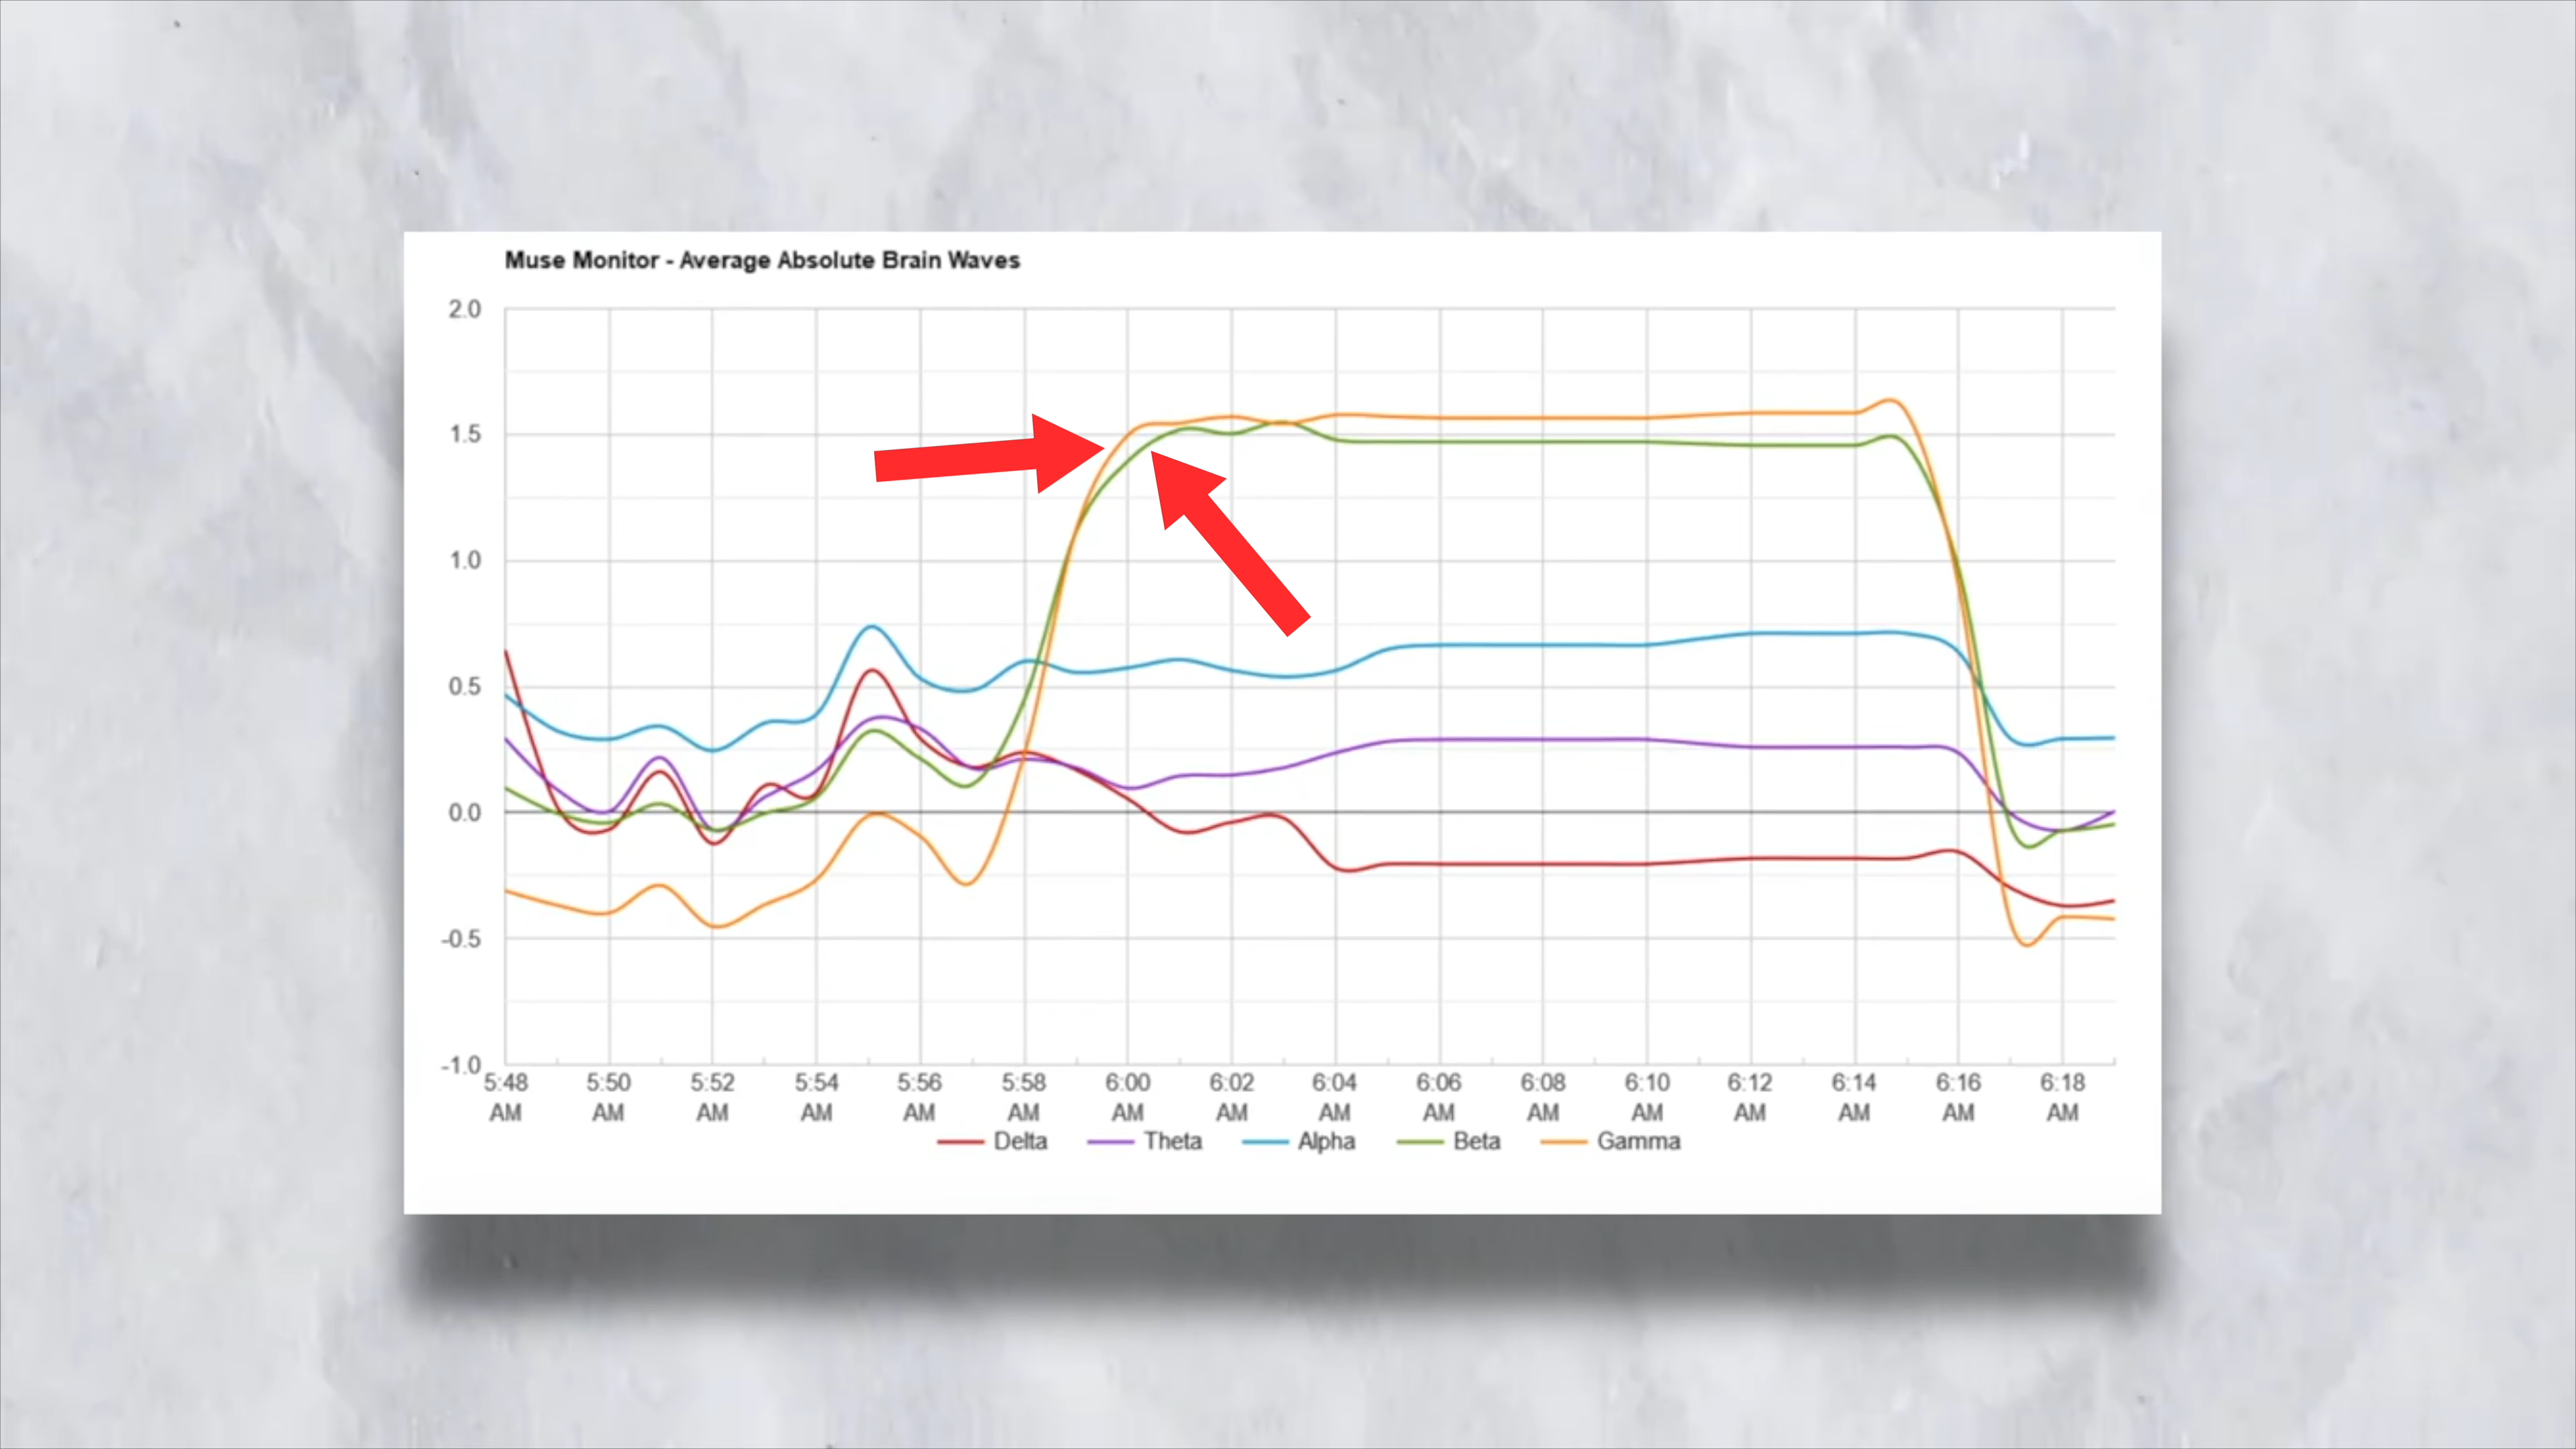 Muse Monitor - Average Absolute Brain Waves
2.0
1.5
1.0
0.5
0.0
-0.5
-1.0
5:48 5:50 5:52 5:54 5:56 5:58 6:00 6:02 6:04 6:06 6:08 6:10 6:12 6:14 6:16 6:18
AM AM AM AM AM AM AM AM AM AM AM AM AM AM AM AM
Delta Theta Alpha Beta Gamma